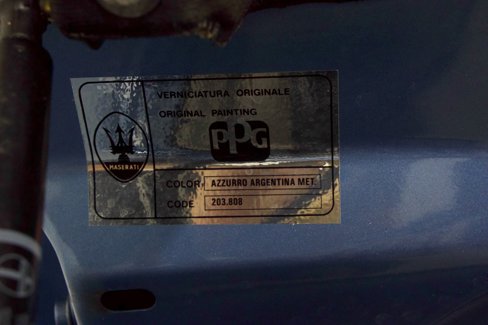 VERNICIATURA ORIGINALE
ORIGINAL PAINTING
PPG
MASERATI
COLOR AZZURRO ARGENTINA MET.
CODE 203.808